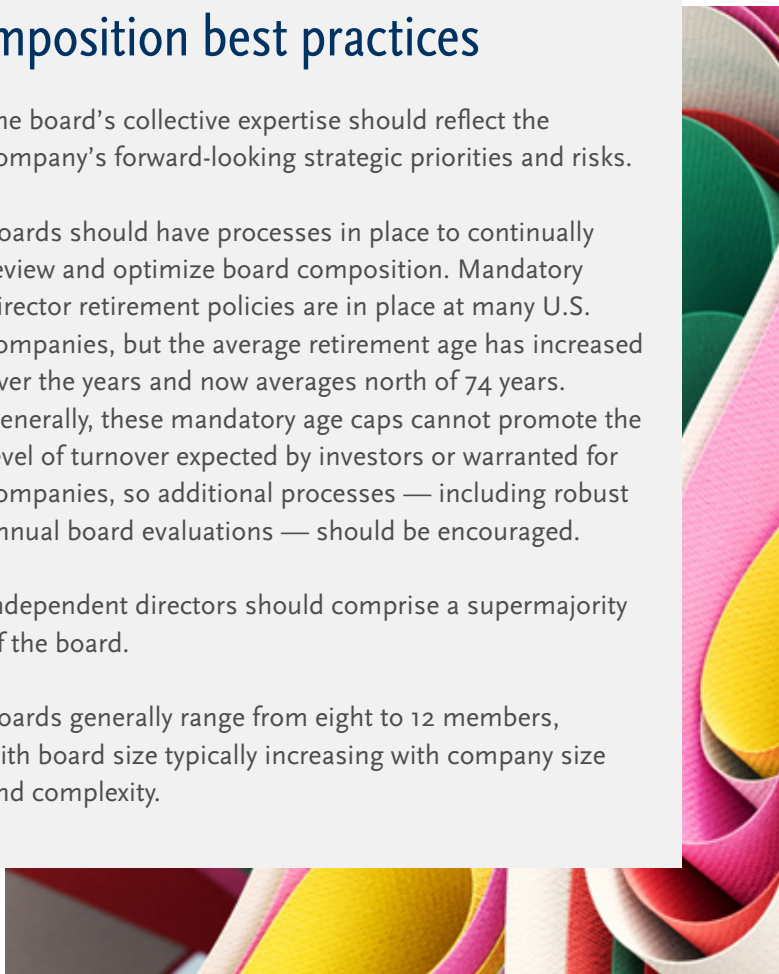 mposition best practices
he board’s collective expertise should reflect the
ompany’s forward-looking strategic priorities and risks.
oards should have processes in place to continually
eview and optimize board composition. Mandatory
irector retirement policies are in place at many U.S.
ompanies, but the average retirement age has increased
ver the years and now averages north of 74 years.
enerally, these mandatory age caps cannot promote the
evel of turnover expected by investors or warranted for
ompanies, so additional processes — including robust
nnual board evaluations — should be encouraged.
ndependent directors should comprise a supermajority
f the board.
oards generally range from eight to 12 members,
ith board size typically increasing with company size
nd complexity.